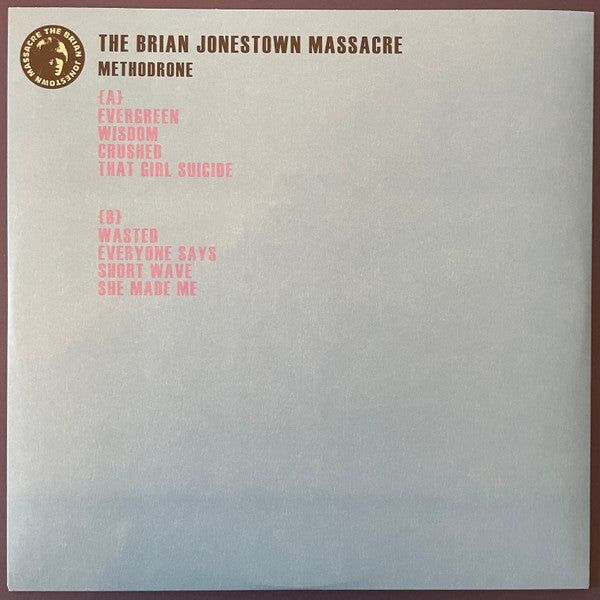 THE BRIAN JONESTOWN MASSACRE
THE BRIAN JONESTOWN MASSACRE
METHODRONE
{A}
EVERGREEN
WISDOM
CRUSHED
THAT GIRL SUICIDE
{B}
WASTED
EVERYONE SAYS
SHORT WAVE
SHE MADE ME